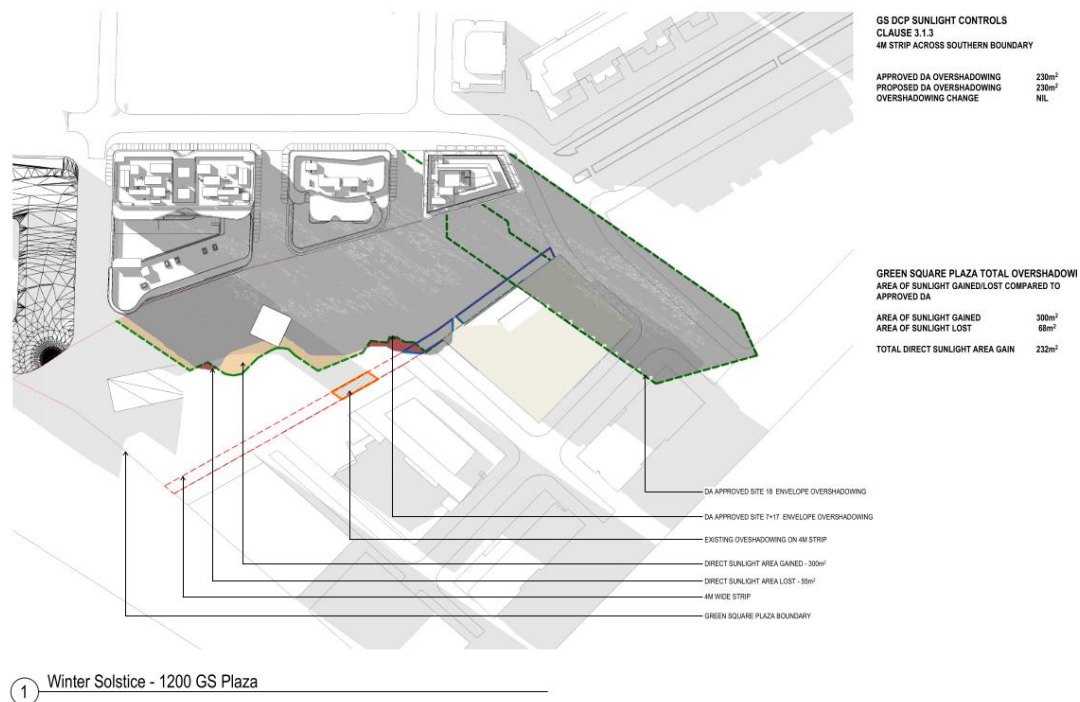 GS DCP SUNLIGHT CONTROLS
CLAUSE 3.1.3
4M STRIP ACROSS SOUTHERN BOUNDARY
APPROVED DA OVERSHADOWING 230m²
PROPOSED DA OVERSHADOWING 230m²
OVERSHADOWING CHANGE NIL
GREEN SQUARE PLAZA TOTAL OVERSHADOWI
AREA OF SUNLIGHT GAINED/LOST COMPARED TO
APPROVED DA
AREA OF SUNLIGHT GAINED 300m²
AREA OF SUNLIGHT LOST 68m²
TOTAL DIRECT SUNLIGHT AREA GAIN 232m²
DA APPROVED SITE 18 ENVELOPE OVERSHADOWING
DA APPROVED SITE 7+17 ENVELOPE OVERSHADOWING
EXISTING OVESHADOWING ON 4M STRIP
DIRECT SUNLIGHT AREA GAINED - 300m²
DIRECT SUNLIGHT AREA LOST - 55m²
4M WIDE STRIP
GREEN SQUARE PLAZA BOUNDARY
1 Winter Solstice - 1200 GS Plaza